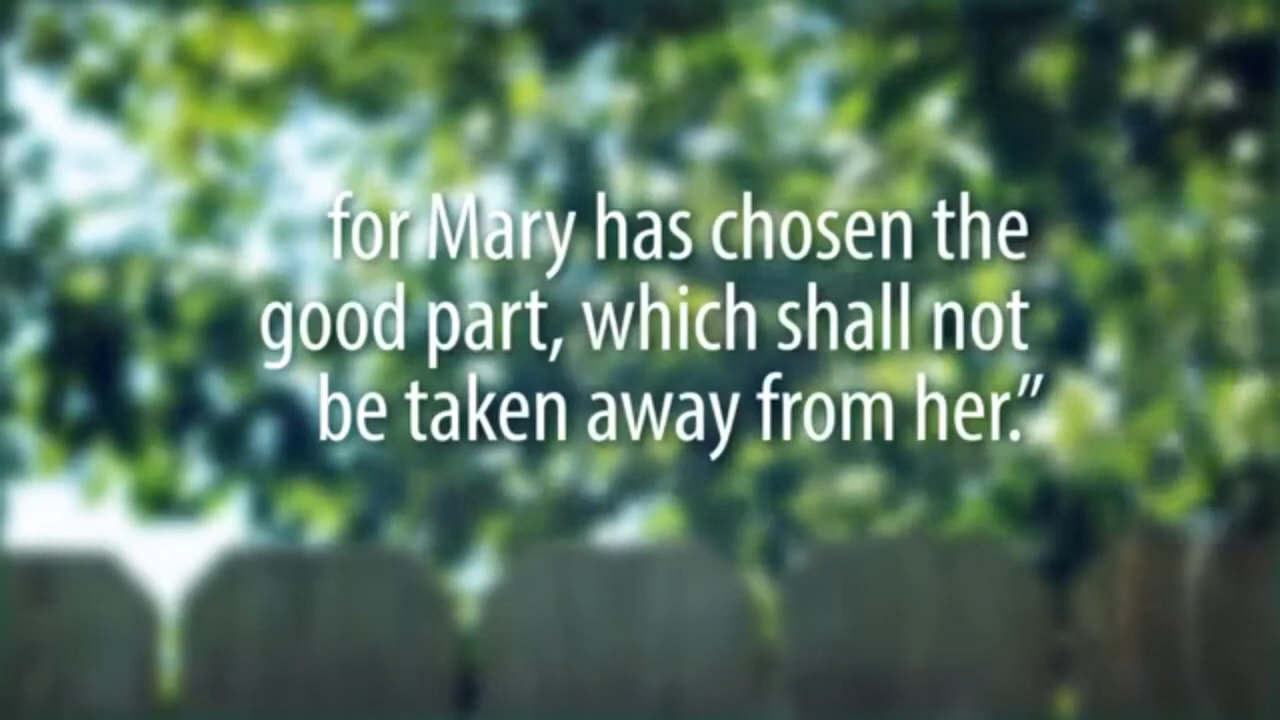 for Mary has chosen the
good part, which shall not
be taken away from her.”